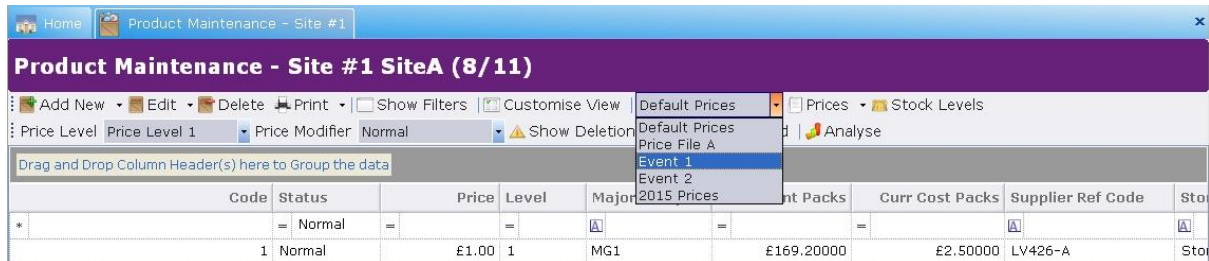 Home Product Maintenance - Site #1
Product Maintenance - Site #1 SiteA (8/11)
Add New Edit Delete Print Show Filters Customise View Default Prices Prices Stock Levels
Price Level Price Level 1 Price Modifier Normal Show Deletion Analyse
Default Prices
Price File A
Event 1
Event 2
2015 Prices
Drag and Drop Column Header(s) here to Group the data
Code Status Price Level Major Packs Curr Cost Packs Supplier Ref Code
* = Normal = = A = = A A
1 Normal £1.00 1 MG1 £169.20000 £2.50000 LV426-A